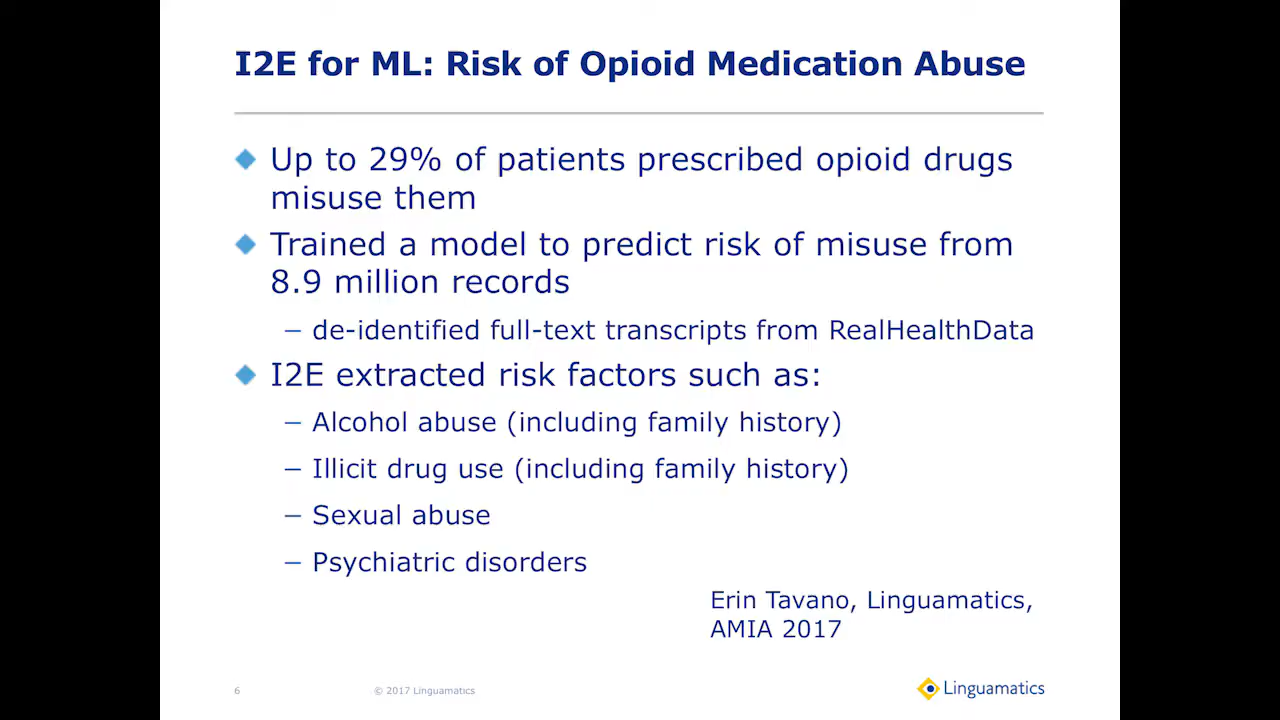 I2E for ML: Risk of Opioid Medication Abuse
Up to 29% of patients prescribed opioid drugs
misuse them
Trained a model to predict risk of misuse from
8.9 million records
– de-identified full-text transcripts from RealHealthData
I2E extracted risk factors such as:
– Alcohol abuse (including family history)
– Illicit drug use (including family history)
– Sexual abuse
– Psychiatric disorders
Erin Tavano, Linguamatics,
AMIA 2017
6
© 2017 Linguamatics
Linguamatics